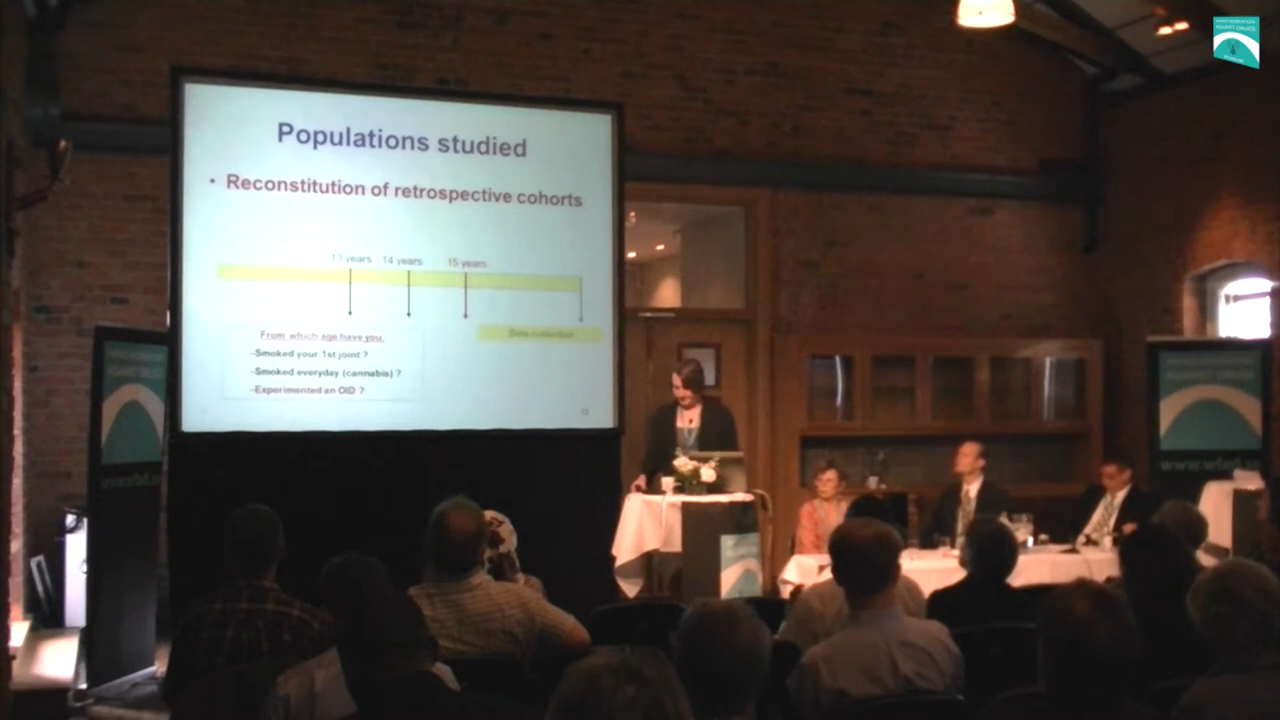 Populations studied
• Reconstitution of retrospective cohorts
13 years 14 years 15 years
Data collection
From which age have you,
-Smoked your 1st joint ?
-Smoked everyday (cannabis) ?
-Experimented an OID ?